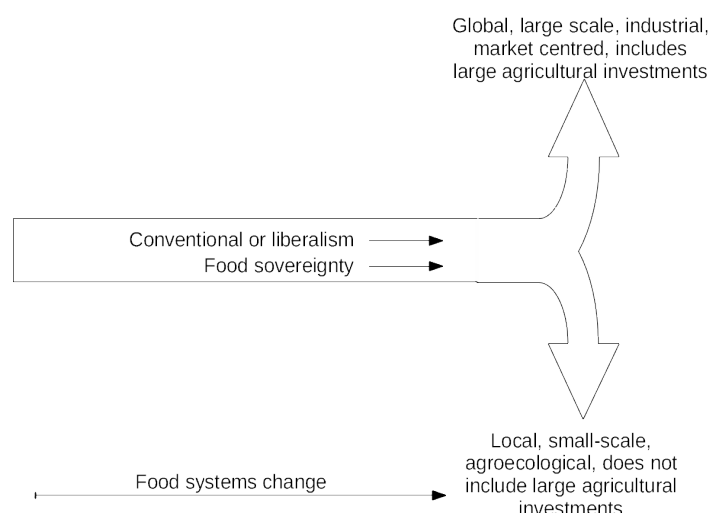 Global, large scale, industrial,
market centred, includes
large agricultural investments
Conventional or liberalism
Food sovereignty
Local, small-scale,
agroecological, does not
include large agricultural
investments
Food systems change